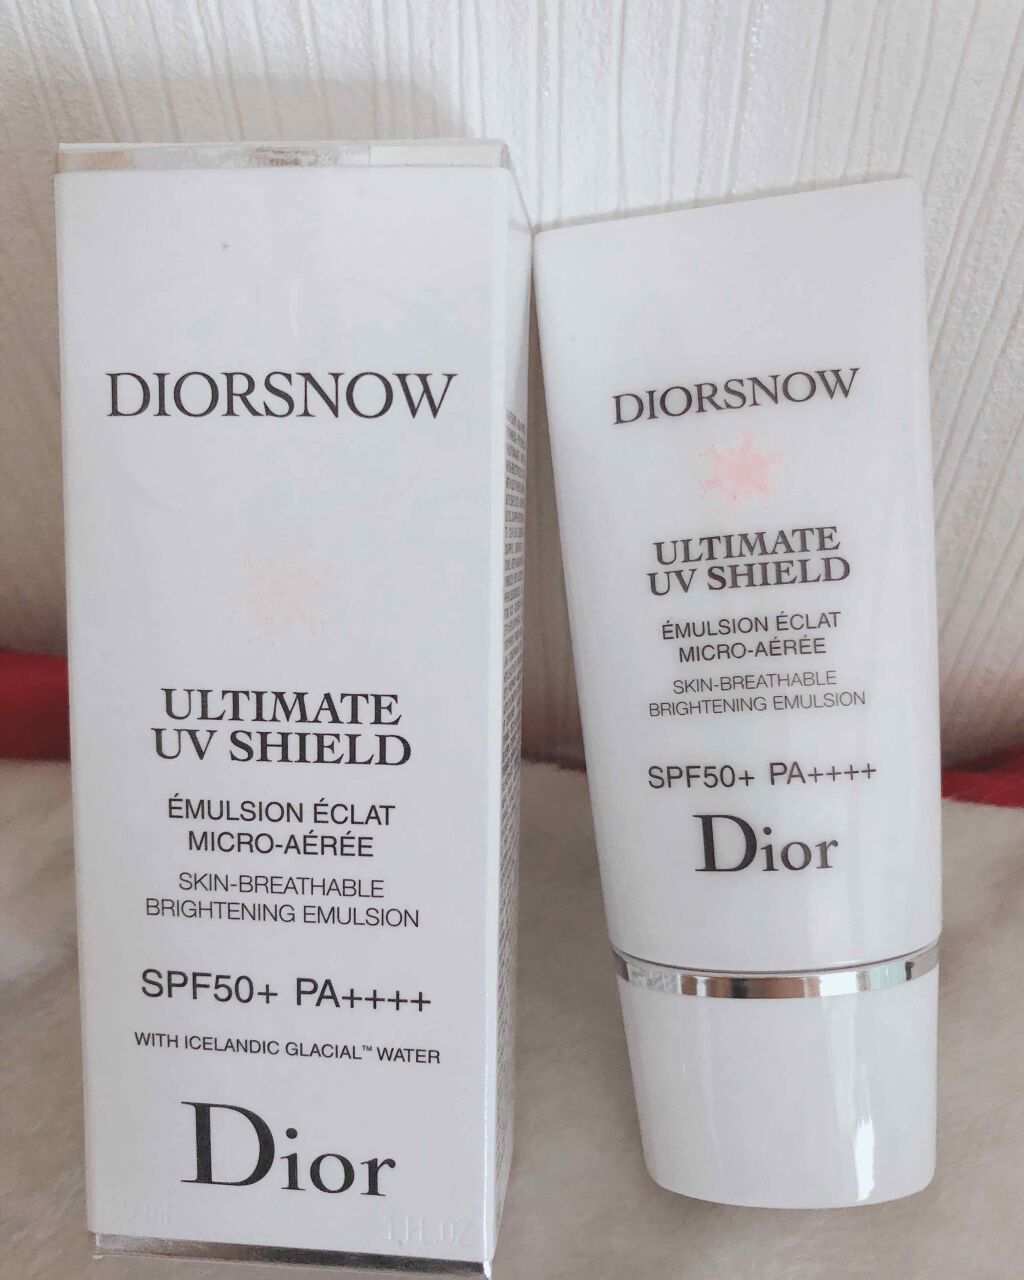 DIORSNOW
ULTIMATE
UV SHIELD
ÉMULSION ÉCLAT
MICRO-AÉRÉE
SKIN-BREATHABLE
BRIGHTENING EMULSION
SPF50+ PA++++
WITH ICELANDIC GLACIAL™ WATER
Dior
1 FL.OZ
DIORSNOW
ULTIMATE
UV SHIELD
ÉMULSION ÉCLAT
MICRO-AÉRÉE
SKIN-BREATHABLE
BRIGHTENING EMULSION
SPF50+ PA++++
Dior